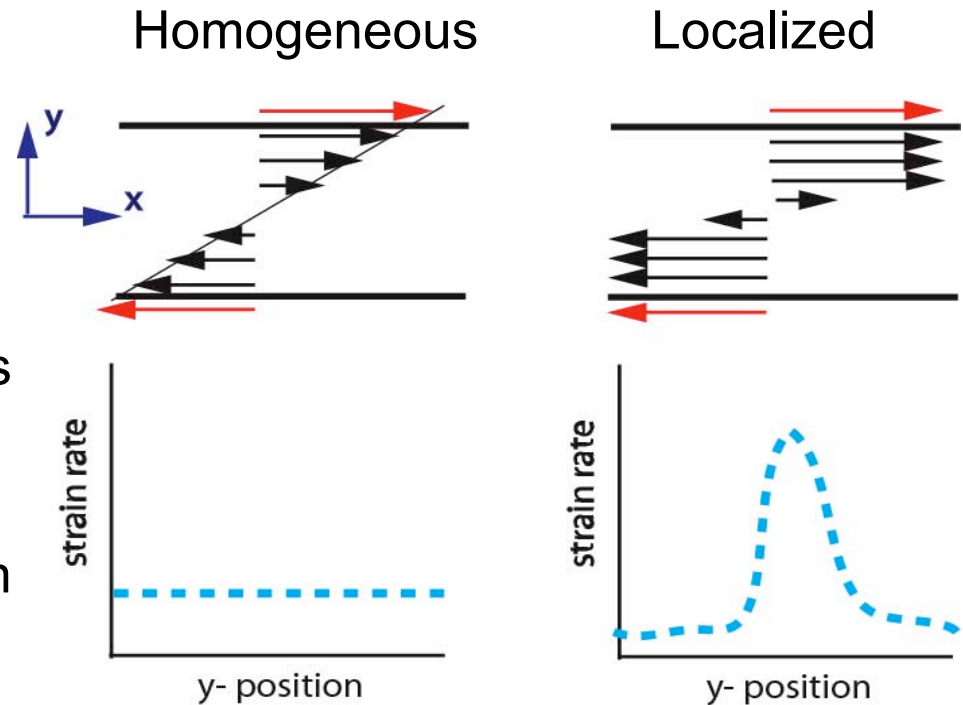 Homogeneous
Localized
y
x
s
n
strain rate
y- position
strain rate
y- position